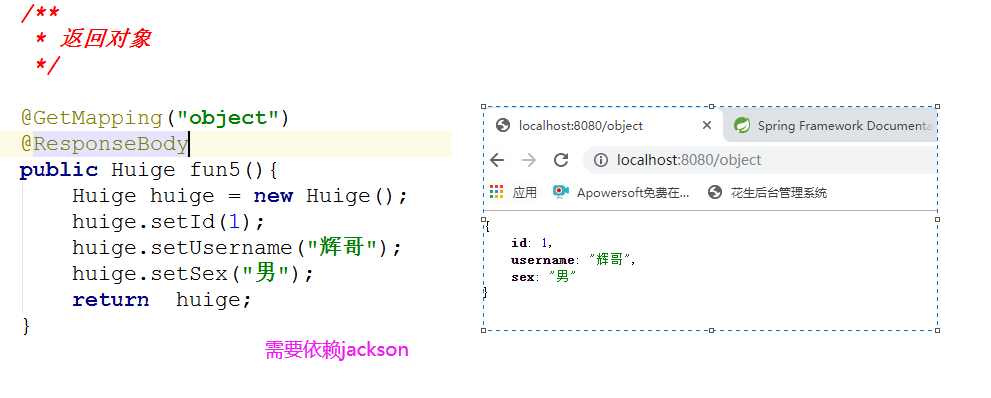 /**
 * 返回对象
 */
@GetMapping("object")
@ResponseBody
public Huige fun5(){
    Huige huige = new Huige();
    huige.setId(1);
    huige.setUsername("辉哥");
    huige.setSex("男");
    return  huige;
}
需要依赖jackson
localhost:8080/object
Spring Framework Documenta
localhost:8080/object
应用 Apowersoft免费在... 花生后台管理系统
{
    id: 1,
    username: "辉哥",
    sex: "男"
}